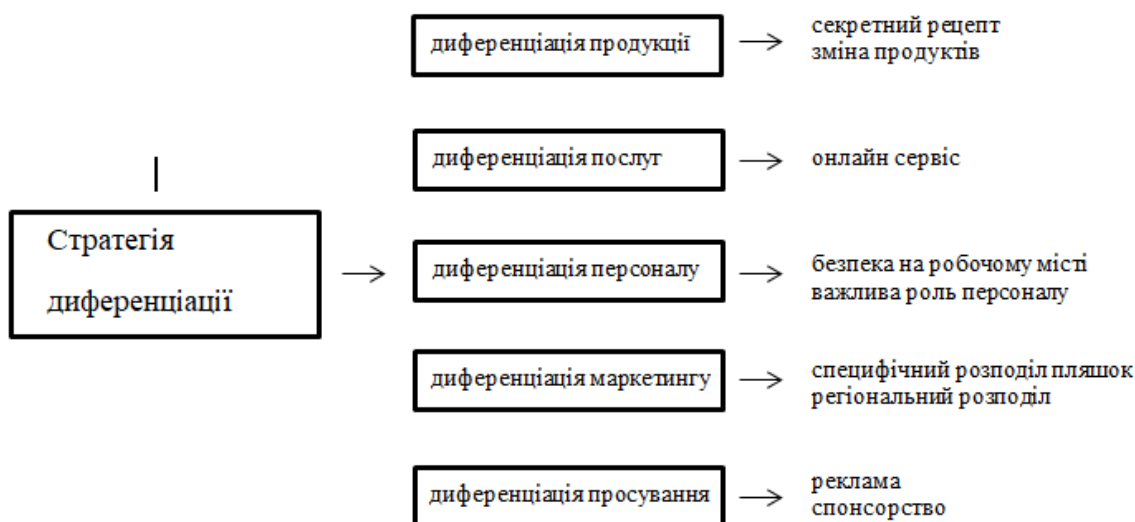 диференціація продукції
секретний рецепт
зміна продуктів
диференціація послуг
онлайн сервіс
Стратегія
диференціації
диференціація персоналу
безпека на робочому місті
важлива роль персоналу
диференціація маркетингу
специфічний розподіл пляшок
регіональний розподіл
диференціація просування
реклама
спонсорство